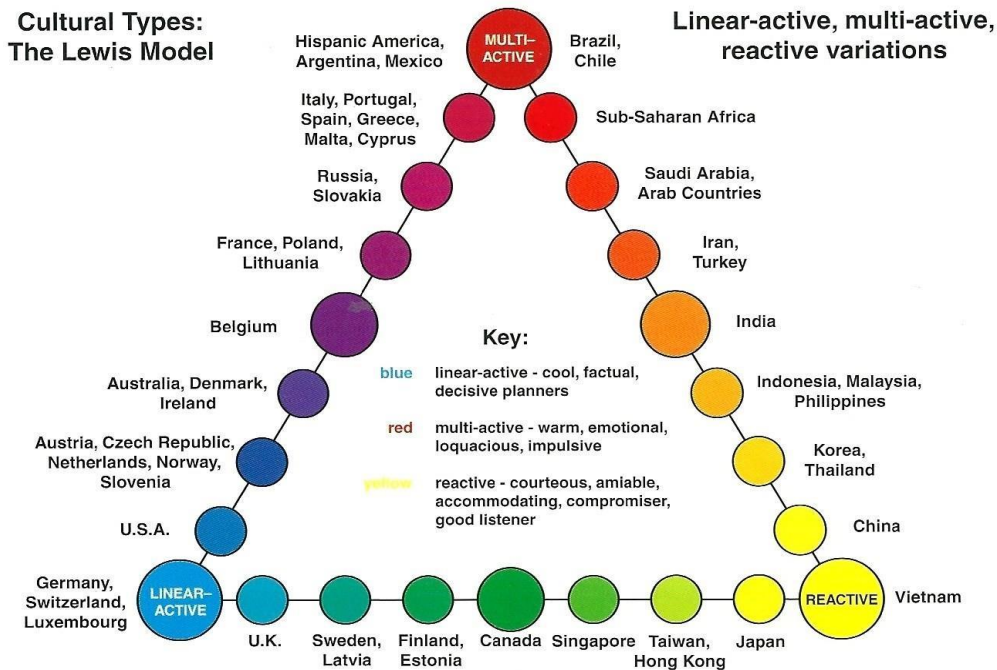 Cultural Types:
The Lewis Model
Linear-active, multi-active,
reactive variations
Hispanic America,
Argentina, Mexico
MULTI–
ACTIVE
Brazil,
Chile
Italy, Portugal,
Spain, Greece,
Malta, Cyprus
Sub-Saharan Africa
Russia,
Slovakia
Saudi Arabia,
Arab Countries
France, Poland,
Lithuania
Iran,
Turkey
Belgium
India
Key:
blue linear-active - cool, factual,
decisive planners
red multi-active - warm, emotional,
loquacious, impulsive
yellow reactive - courteous, amiable,
accommodating, compromiser,
good listener
Australia, Denmark,
Ireland
Indonesia, Malaysia,
Philippines
Austria, Czech Republic,
Netherlands, Norway,
Slovenia
Korea,
Thailand
U.S.A.
China
Germany,
Switzerland,
Luxembourg
LINEAR–
ACTIVE
REACTIVE
Vietnam
U.K.
Sweden,
Latvia
Finland,
Estonia
Canada
Singapore
Taiwan,
Hong Kong
Japan